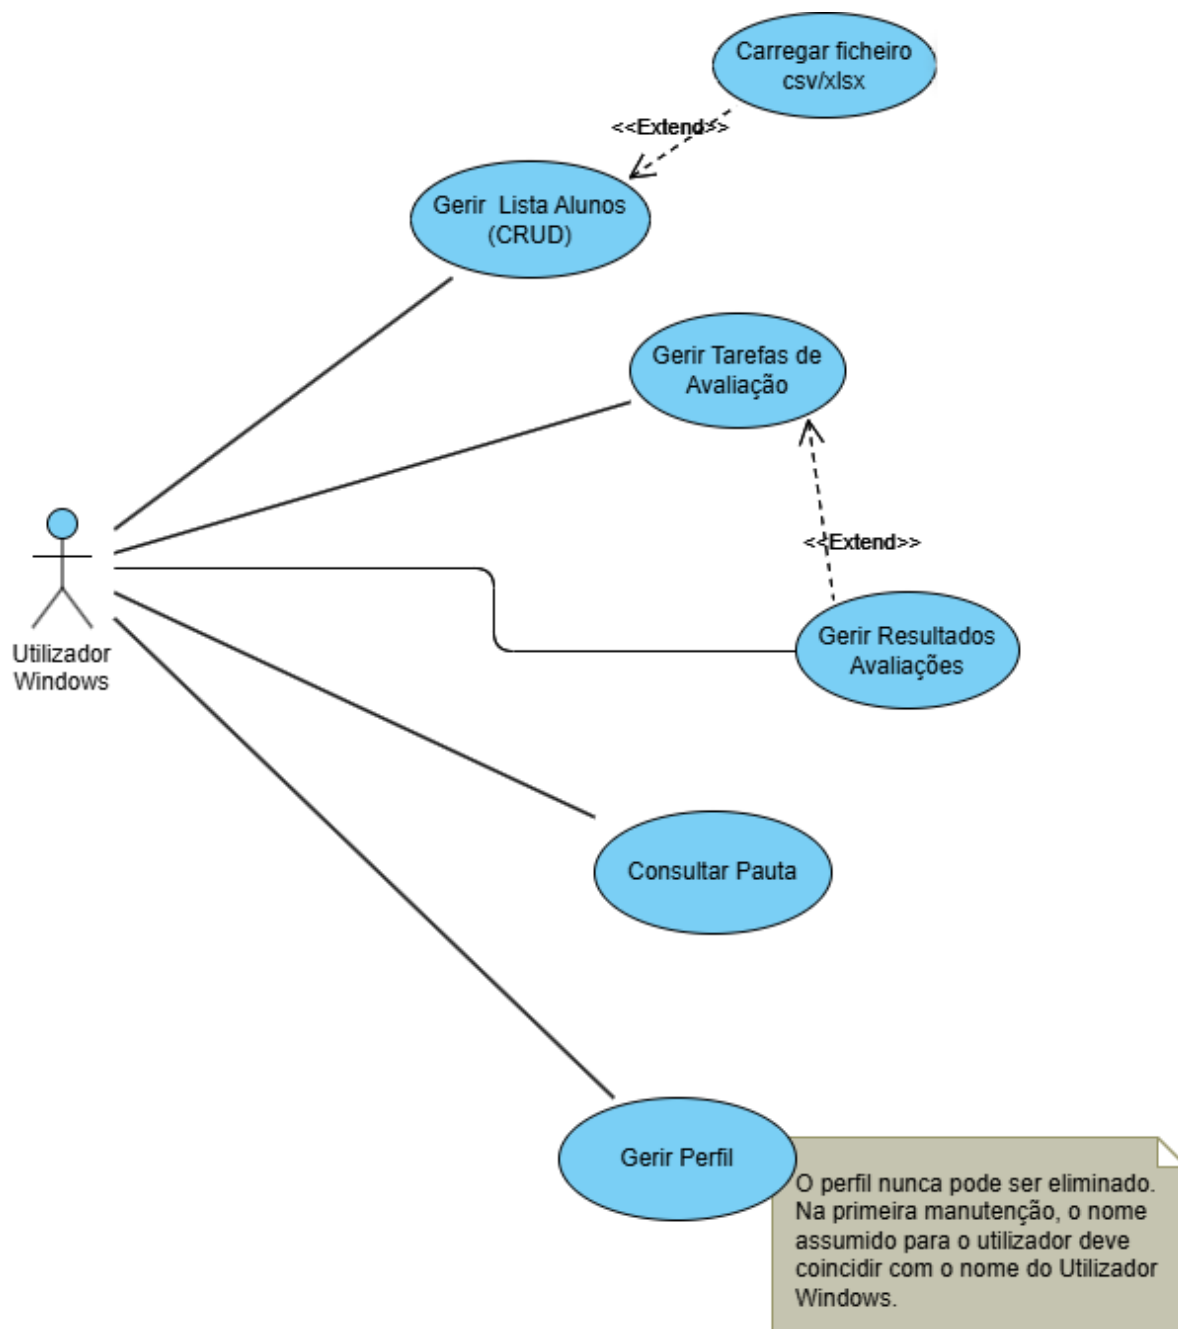 Carregar ficheiro
csv/xlsx
<<Extend>>
Gerir Lista Alunos
(CRUD)
Gerir Tarefas de
Avaliação
<<Extend>>
Gerir Resultados
Avaliações
Utilizador
Windows
Consultar Pauta
Gerir Perfil
O perfil nunca pode ser eliminado.
Na primeira manutenção, o nome
assumido para o utilizador deve
coincidir com o nome do Utilizador
Windows.